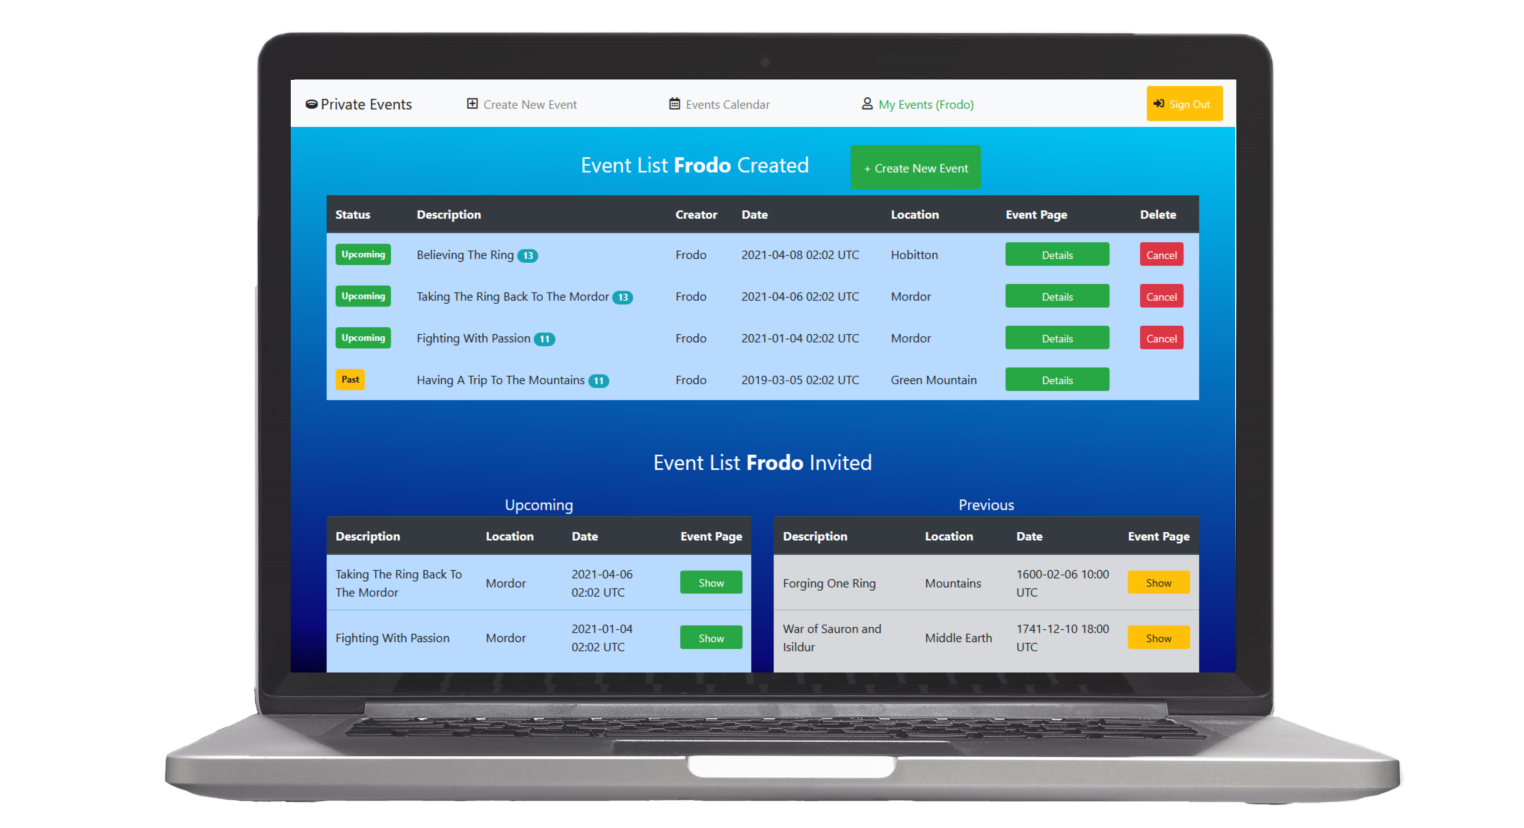 Private Events Create New Event Events Calendar My Events (Frodo) Sign Out
Event List Frodo Created + Create New Event
Status Description Creator Date Location Event Page Delete
Upcoming Believing The Ring 13 Frodo 2021-04-08 02:02 UTC Hobitton Details Cancel
Upcoming Taking The Ring Back To The Mordor 13 Frodo 2021-04-06 02:02 UTC Mordor Details Cancel
Upcoming Fighting With Passion 11 Frodo 2021-01-04 02:02 UTC Mordor Details Cancel
Past Having A Trip To The Mountains 11 Frodo 2019-03-05 02:02 UTC Green Mountain Details
Event List Frodo Invited
Upcoming
Description Location Date Event Page
Taking The Ring Back To
The Mordor
Mordor
2021-04-06
02:02 UTC
Show
Fighting With Passion
Mordor
2021-01-04
02:02 UTC
Show
Previous
Description Location Date Event Page
Forging One Ring
Mountains
1600-02-06 10:00
UTC
Show
War of Sauron and
Isildur
Middle Earth
1741-12-10 18:00
UTC
Show